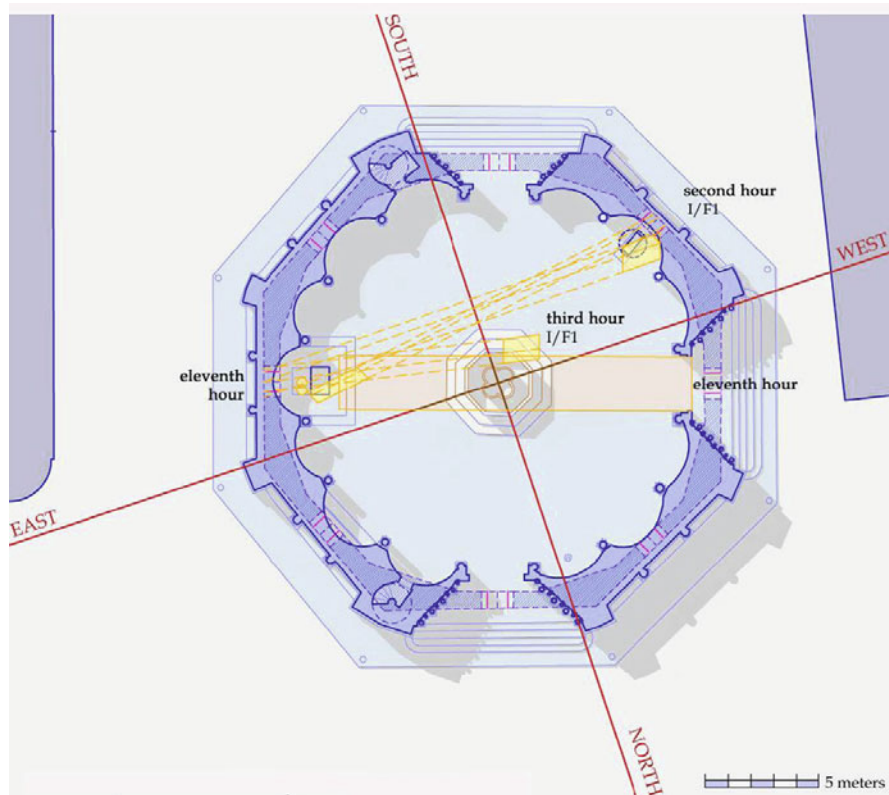 SOUTH
second hour
I/F1
WEST
third hour
I/F1
eleventh
hour
eleventh hour
EAST
NORTH
5 meters